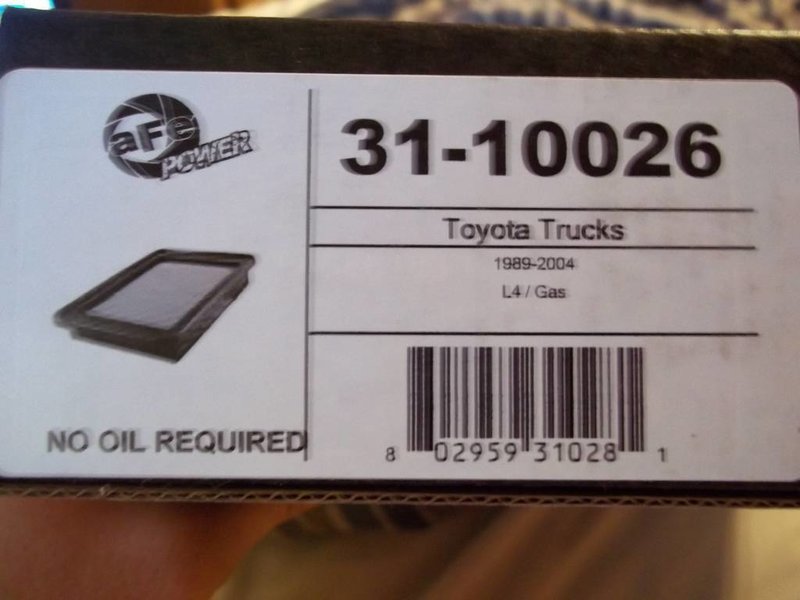 aFe
POWER
31-10026
Toyota Trucks
1989-2004
L4 / Gas
NO OIL REQUIRED
8 02959 31028 1